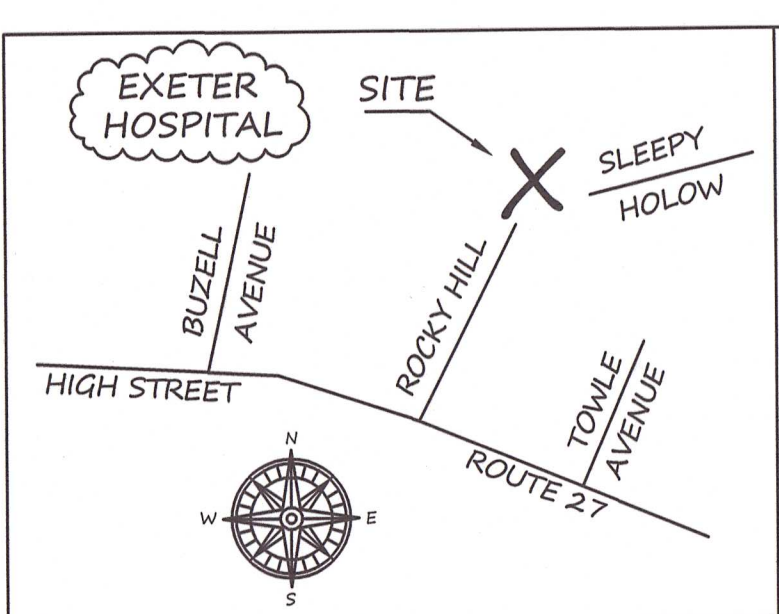 EXETER
HOSPITAL
SITE
SLEEPY
HOLOW
BUZELL
AVENUE
ROCKY HILL
HIGH STREET
TOWLE
AVENUE
ROUTE 27
N
W
E
S